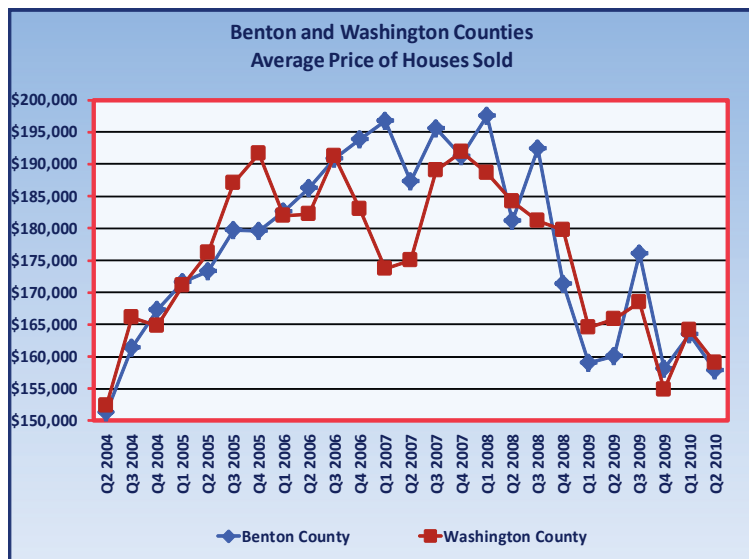 Benton and Washington Counties
Average Price of Houses Sold
$200,000
$195,000
$190,000
$185,000
$180,000
$175,000
$170,000
$165,000
$160,000
$155,000
$150,000
Q2 2004
Q3 2004
Q4 2004
Q1 2005
Q2 2005
Q3 2005
Q4 2005
Q1 2006
Q2 2006
Q3 2006
Q4 2006
Q1 2007
Q2 2007
Q3 2007
Q4 2007
Q1 2008
Q2 2008
Q3 2008
Q4 2008
Q1 2009
Q2 2009
Q3 2009
Q4 2009
Q1 2010
Q2 2010
Benton County
Washington County